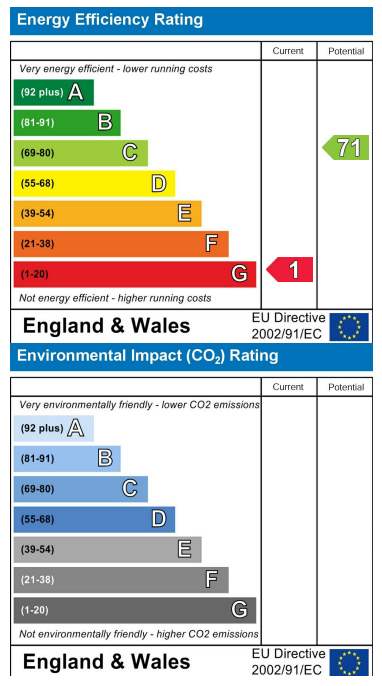 Energy Efficiency Rating
Current Potential
Very energy efficient - lower running costs
(92 plus) A
(81-91) B
(69-80) C
71
(55-68) D
(39-54) E
(21-38) F
(1-20) G
1
Not energy efficient - higher running costs
England & Wales
EU Directive
2002/91/EC
Environmental Impact (CO₂) Rating
Current Potential
Very environmentally friendly - lower CO2 emissions
(92 plus) A
(81-91) B
(69-80) C
(55-68) D
(39-54) E
(21-38) F
(1-20) G
Not environmentally friendly - higher CO2 emissions
England & Wales
EU Directive
2002/91/EC